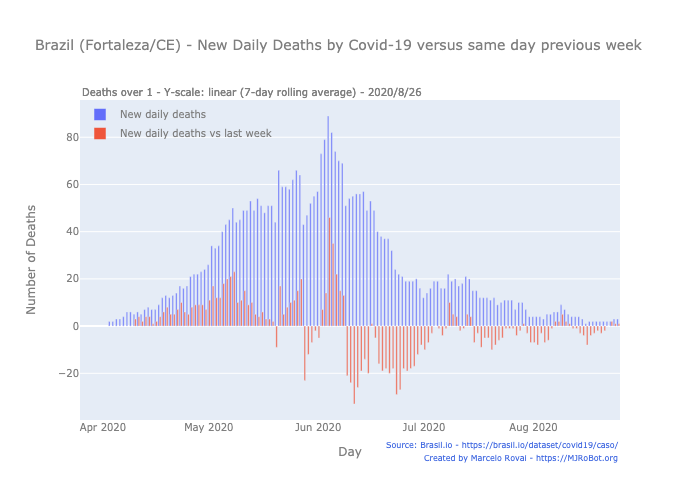 Brazil (Fortaleza/CE) - New Daily Deaths by Covid-19 versus same day previous week
Deaths over 1 - Y-scale: linear (7-day rolling average) - 2020/8/26
New daily deaths
New daily deaths vs last week
Number of Deaths
80
60
40
20
0
−20
Apr 2020 May 2020 Jun 2020 Jul 2020 Aug 2020
Day
Source: Brasil.io - https://brasil.io/dataset/covid19/caso/
Created by Marcelo Rovai - https://MJRoBot.org